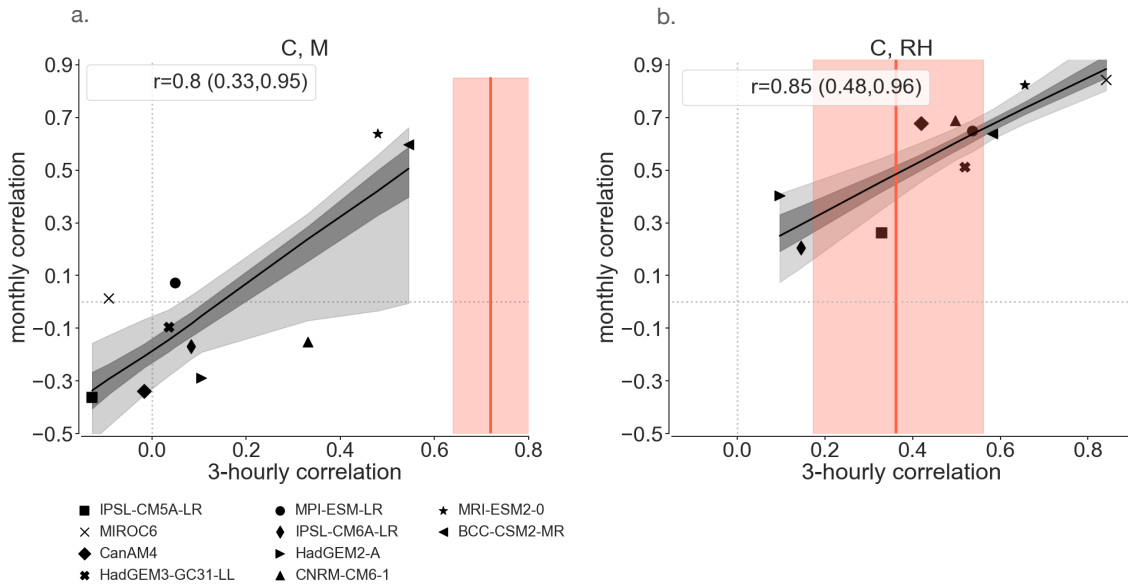 a.
C, M
r=0.8 (0.33,0.95)
monthly correlation
0.9
0.7
0.5
0.3
0.1
−0.1
−0.3
−0.5
0.0
0.2
0.4
0.6
0.8
3-hourly correlation
b.
C, RH
r=0.85 (0.48,0.96)
monthly correlation
0.9
0.7
0.5
0.3
0.1
−0.1
−0.3
−0.5
0.0
0.2
0.4
0.6
0.8
3-hourly correlation
IPSL-CM5A-LR
MIROC6
CanAM4
HadGEM3-GC31-LL
MPI-ESM-LR
IPSL-CM6A-LR
HadGEM2-A
CNRM-CM6-1
MRI-ESM2-0
BCC-CSM2-MR